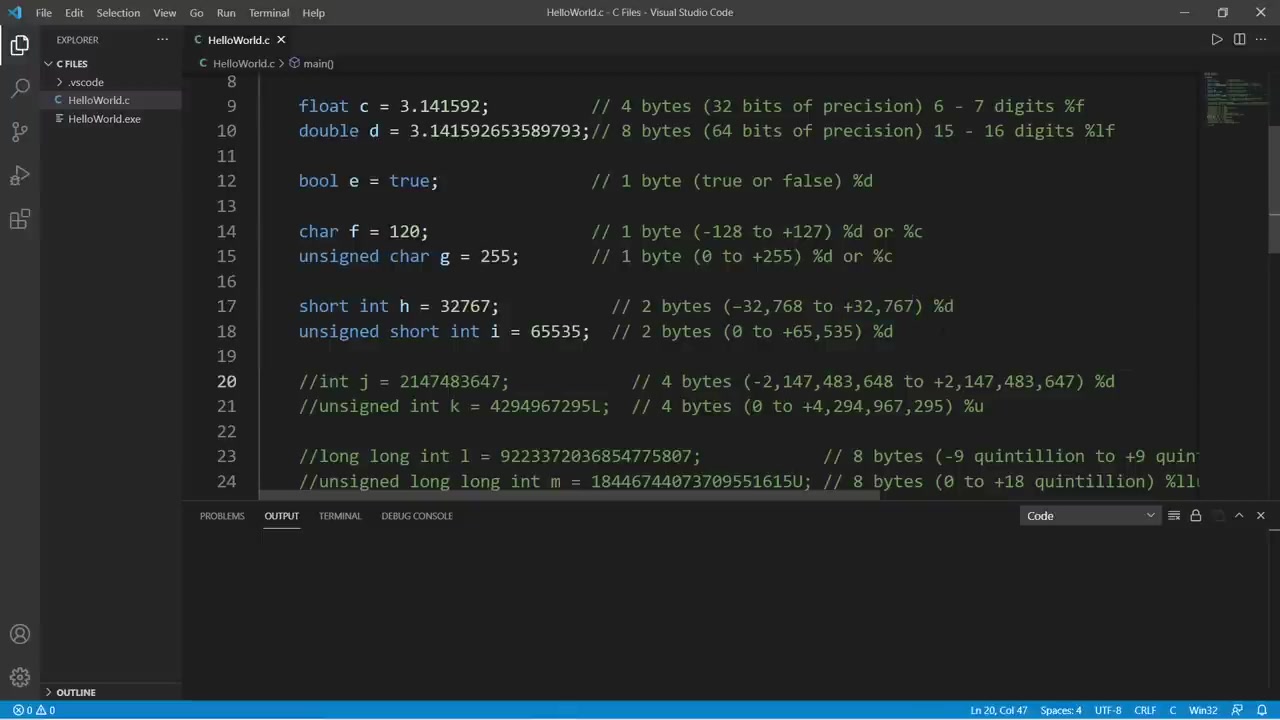 File Edit Selection View Go Run Terminal Help HelloWorld.c - C Files - Visual Studio Code
EXPLORER ···
HelloWorld.c
C FILES
HelloWorld.c > main()
.vscode
HelloWorld.c
HelloWorld.exe
8
9 float c = 3.141592; // 4 bytes (32 bits of precision) 6 - 7 digits %f
10 double d = 3.141592653589793;// 8 bytes (64 bits of precision) 15 - 16 digits %lf
11
12 bool e = true; // 1 byte (true or false) %d
13
14 char f = 120; // 1 byte (-128 to +127) %d or %c
15 unsigned char g = 255; // 1 byte (0 to +255) %d or %c
16
17 short int h = 32767; // 2 bytes (−32,768 to +32,767) %d
18 unsigned short int i = 65535; // 2 bytes (0 to +65,535) %d
19
20 //int j = 2147483647; // 4 bytes (-2,147,483,648 to +2,147,483,647) %d
21 //unsigned int k = 4294967295L; // 4 bytes (0 to +4,294,967,295) %u
22
23 //long long int l = 9223372036854775807; // 8 bytes (-9 quintillion to +9 quin
24 //unsigned long long int m = 18446744073709551615U; // 8 bytes (0 to +18 quintillion) %llu
PROBLEMS OUTPUT TERMINAL DEBUG CONSOLE Code
OUTLINE
0 0 Ln 20, Col 47 Spaces: 4 UTF-8 CRLF C Win32